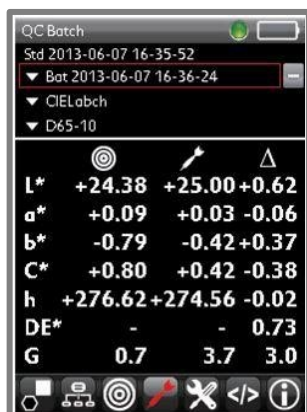 QC Batch
Std 2013-06-07 16-35-52
Bat 2013-06-07 16-36-24
CIELabch
D65-10
Δ
L* +24.38 +25.00 +0.62
a* +0.09 +0.03 -0.06
b* -0.79 -0.42 +0.37
C* +0.80 +0.42 -0.38
h +276.62 +274.56 -0.02
DE* - - 0.73
G 0.7 3.7 3.0
</>
i